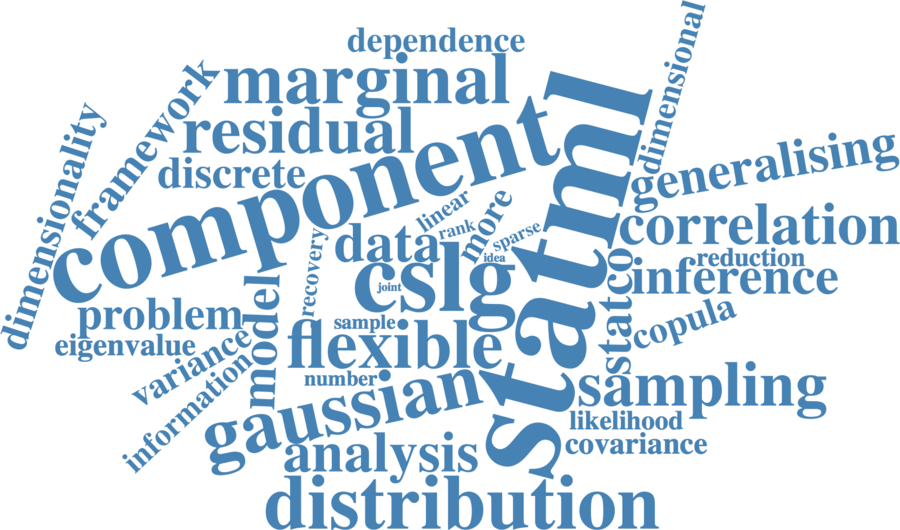 dependence
dimensional
marginal
framework
residual
dimensionality
generalising
discrete
component
statml
linear
more
rank
sparse
correlation
data
idea
reduction
recovery
cslg
joint
inference
statco
model
problem
sample
copula
eigenvalue
flexible
variance
number
sampling
information
gaussian
likelihood
covariance
analysis
distribution